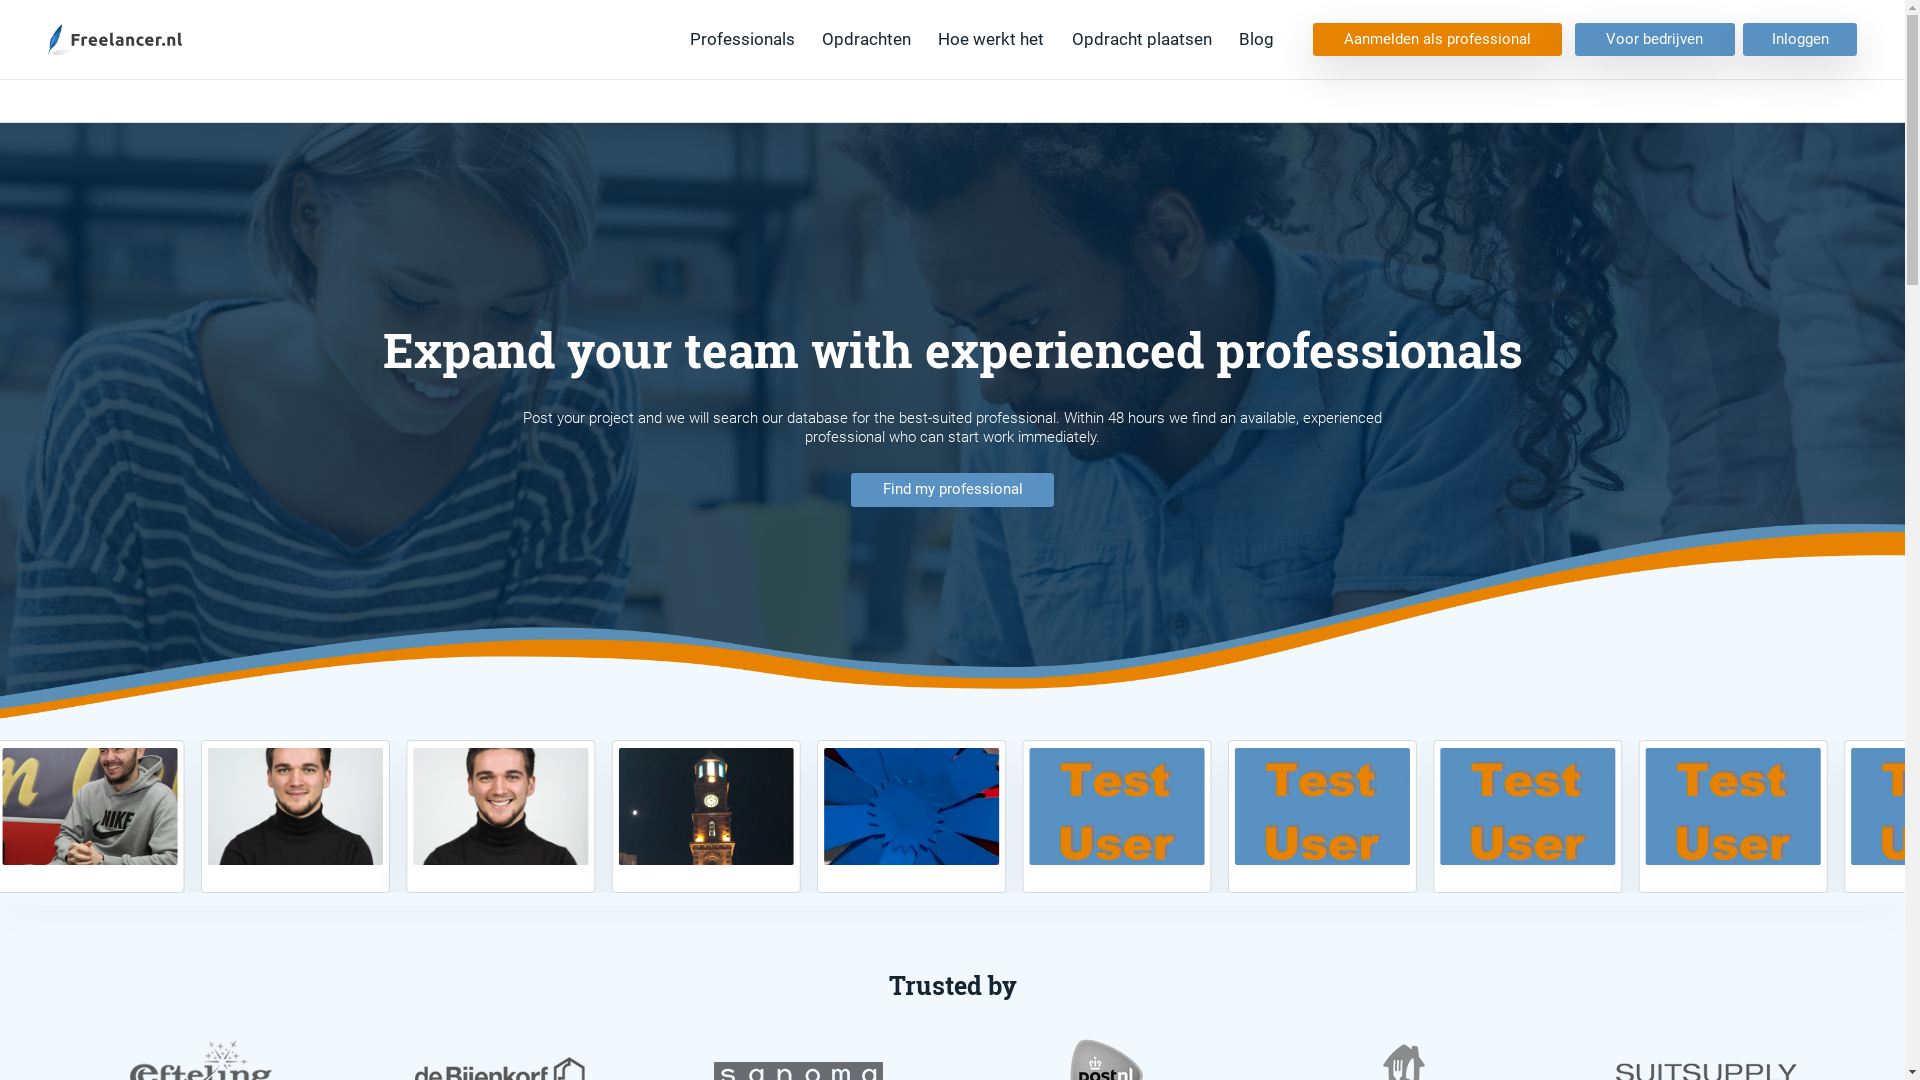 Freelancer.nl
Professionals
Opdrachten
Hoe werkt het
Opdracht plaatsen
Blog
Aanmelden als professional
Voor bedrijven
Inloggen
Expand your team with experienced professionals
Post your project and we will search our database for the best-suited professional. Within 48 hours we find an available, experienced
professional who can start work immediately.
Find my professional
NIKE
Test
User
Test
User
Test
User
Test
User
Trusted by
efteling
de Bijenkorf
sanoma
postnl
SUITSUPPLY